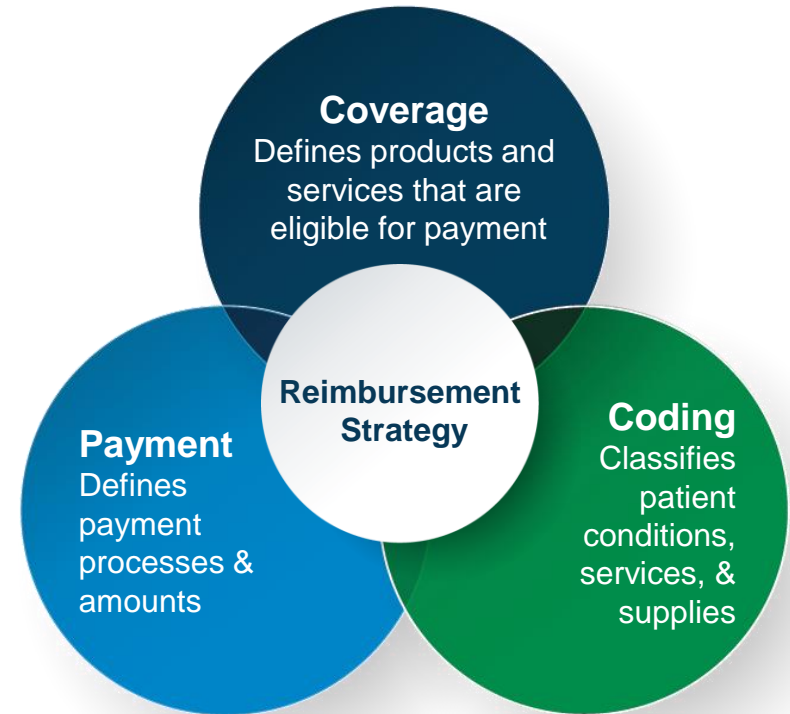 Coverage
Defines products and
services that are
eligible for payment
Reimbursement
Strategy
Payment
Defines
payment
processes &
amounts
Coding
Classifies
patient
conditions,
services, &
supplies